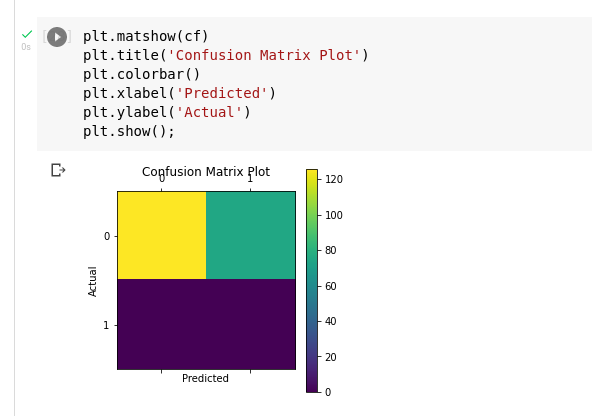 plt.matshow(cf)
plt.title('Confusion Matrix Plot')
plt.colorbar()
plt.xlabel('Predicted')
plt.ylabel('Actual')
plt.show();
0s
[ ]
Confusion Matrix Plot
0 1
0
1
Actual
Predicted
120
100
80
60
40
20
0